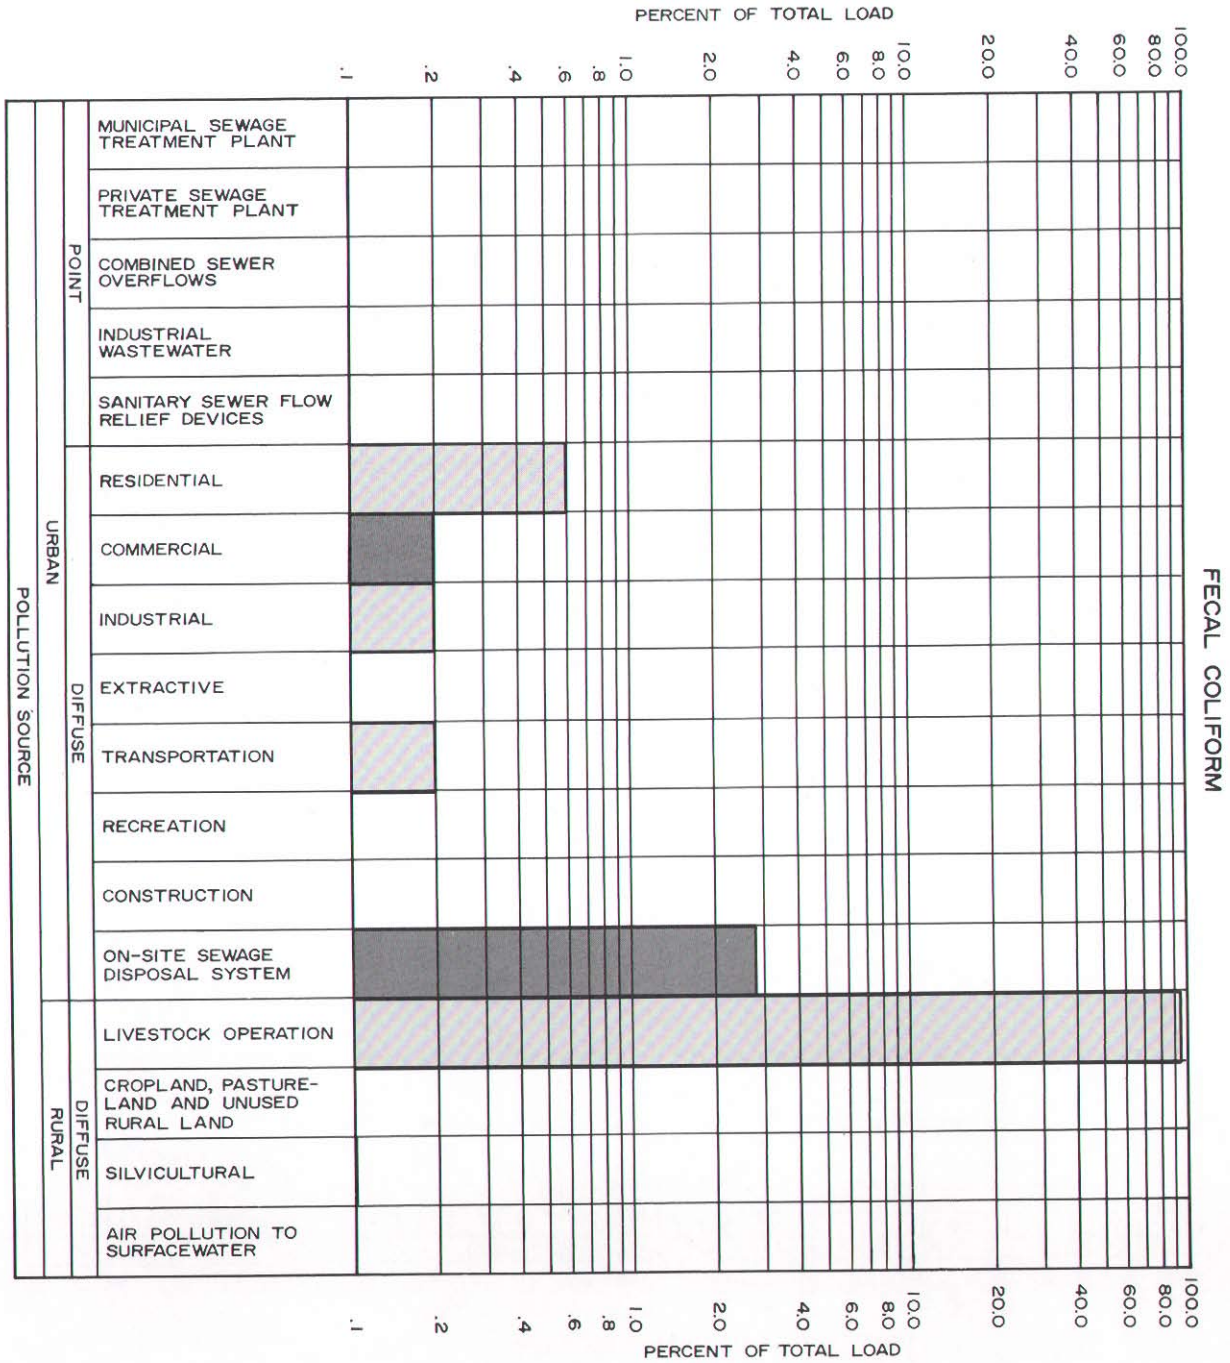 PERCENT OF TOTAL LOAD
.1 .2 .4 .6 .8 1.0 2.0 4.0 6.0 8.0 10.0 20.0 40.0 60.0 80.0 100.0
FECAL COLIFORM
POLLUTION SOURCE
URBAN
POINT
MUNICIPAL SEWAGE
TREATMENT PLANT
PRIVATE SEWAGE
TREATMENT PLANT
COMBINED SEWER
OVERFLOWS
INDUSTRIAL
WASTEWATER
SANITARY SEWER FLOW
RELIEF DEVICES
DIFFUSE
RESIDENTIAL
COMMERCIAL
INDUSTRIAL
EXTRACTIVE
TRANSPORTATION
RECREATION
CONSTRUCTION
ON-SITE SEWAGE
DISPOSAL SYSTEM
RURAL
DIFFUSE
LIVESTOCK OPERATION
CROPLAND, PASTURE-
LAND AND UNUSED
RURAL LAND
SILVICULTURAL
AIR POLLUTION TO
SURFACEWATER
.1 .2 .4 .6 .8 1.0 2.0 4.0 6.0 8.0 10.0 20.0 40.0 60.0 80.0 100.0
PERCENT OF TOTAL LOAD